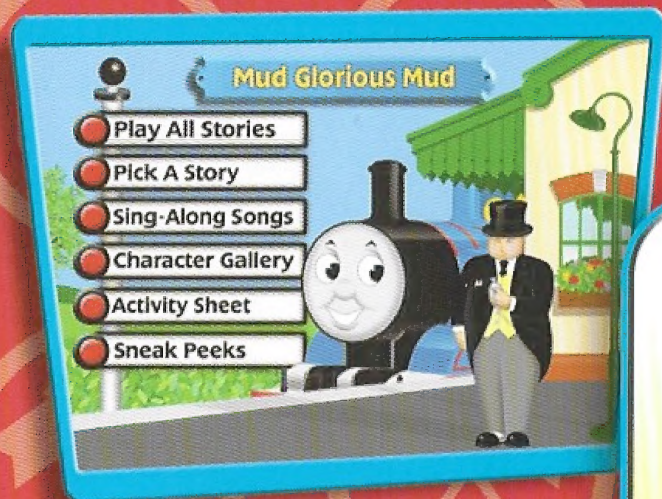 Mud Glorious Mud
Play All Stories
Pick A Story
Sing-Along Songs
Character Gallery
Activity Sheet
Sneak Peeks